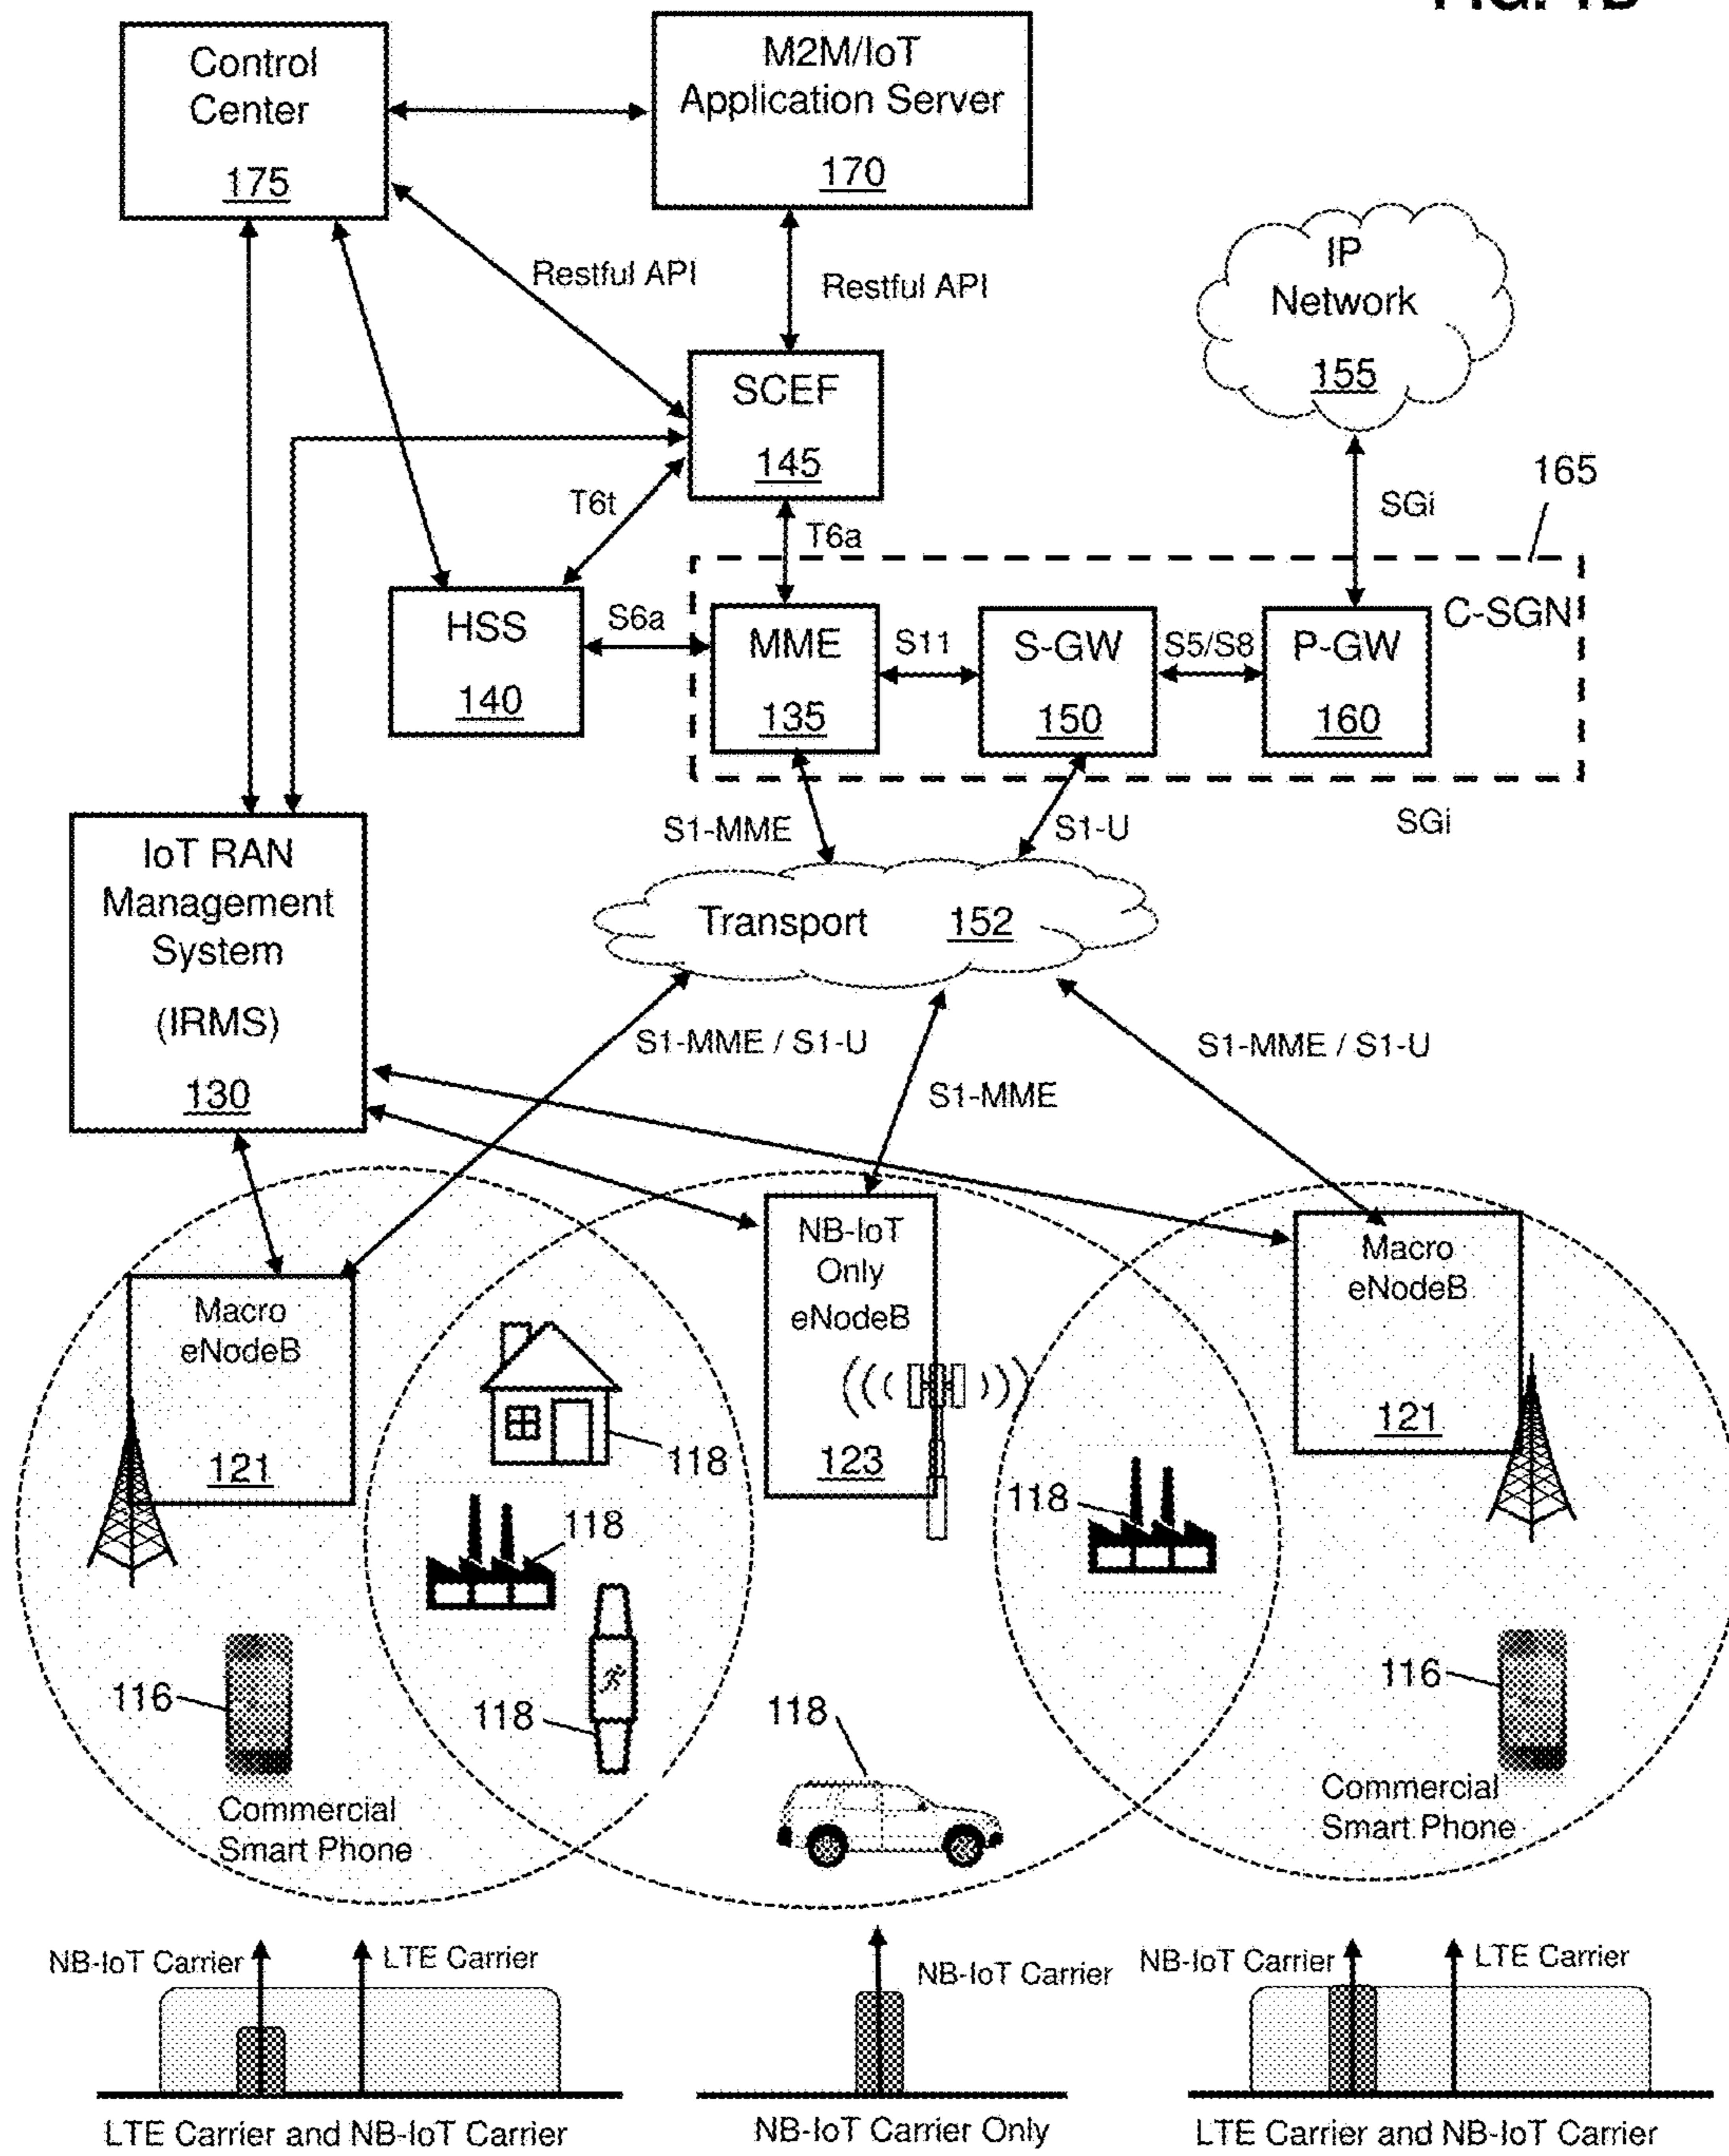 Control
Center
175
M2M/IoT
Application Server
170
IP
Network
155
Restful API
Restful API
SCEF
145
165
SGi
T6t
T6a
HSS
140
S6a
C-SGN
MME
135
S11
S-GW
150
S5/S8
P-GW
160
S1-MME
S1-U
SGi
IoT RAN
Management
System
(IRMS)
130
Transport 152
S1-MME / S1-U
S1-MME
S1-MME / S1-U
Macro
eNodeB
121
NB-IoT
Only
eNodeB
123
Macro
eNodeB
121
118
118
118
118
118
116
116
Commercial
Smart Phone
Commercial
Smart Phone
NB-IoT Carrier
LTE Carrier
NB-IoT Carrier
NB-IoT Carrier
LTE Carrier
LTE Carrier and NB-IoT Carrier
NB-IoT Carrier Only
LTE Carrier and NB-IoT Carrier